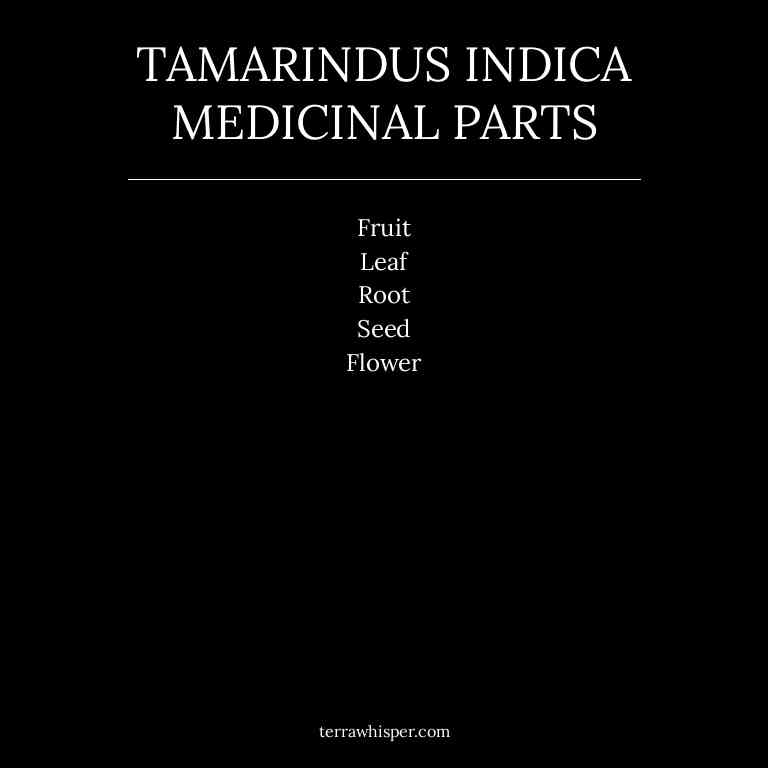 TAMARINDUS INDICA
MEDICINAL PARTS
Fruit
Leaf
Root
Seed
Flower
terrawhisper.com